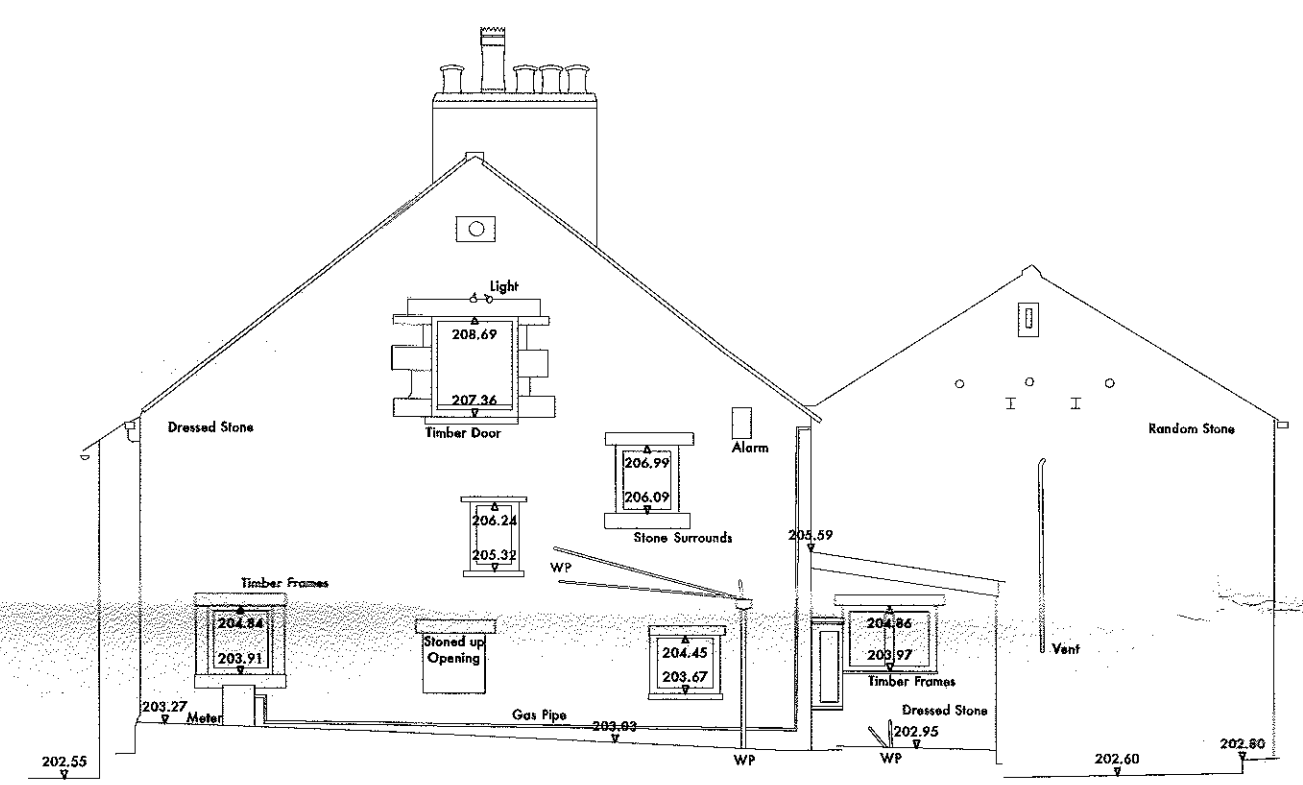 Light
208.69
207.36
Timber Door
Dressed Stone
Alarm
Random Stone
206.99
206.09
Stone Surrounds
206.24
205.32
WP
205.59
Timber Frames
204.84
203.91
Stoned up
Opening
204.45
203.67
204.86
203.97
Timber Frames
Vent
203.27
Meter
Gas Pipe
203.03
Dressed Stone
202.95
WP
WP
202.55
202.60
202.80